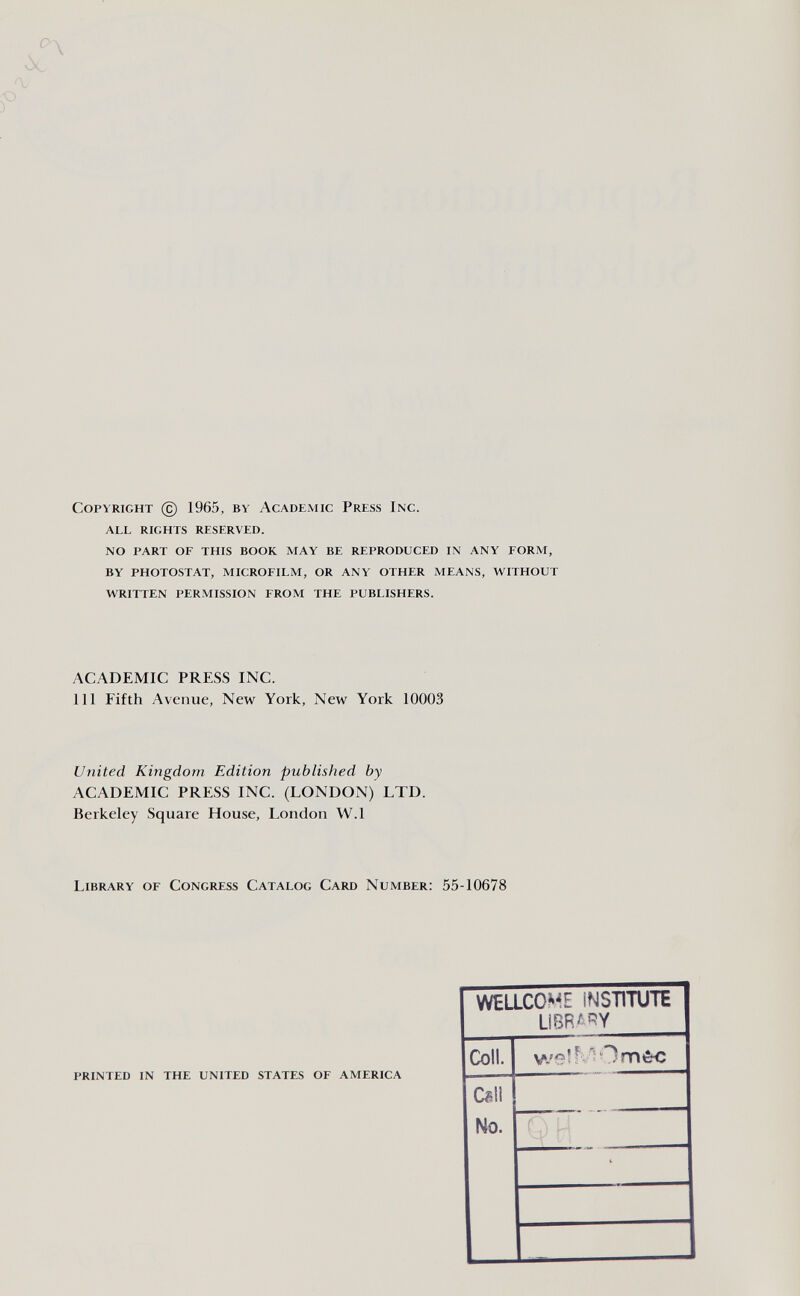 COPYRIGHT © 1965, BY ACADEMIC PRESS INC.
ALL RIGHTS RESERVED.
NO PART OF THIS BOOK MAY BE REPRODUCED IN ANY FORM,
BY PHOTOSTAT, MICROFILM, OR ANY OTHER MEANS, WITHOUT
WRITTEN PERMISSION FROM THE PUBLISHERS.
ACADEMIC PRESS INC.
111 Fifth Avenue, New York, New York 10003
United Kingdom Edition published by
ACADEMIC PRESS INC. (LONDON) LTD.
Berkeley Square House, London W.1
LIBRARY OF CONGRESS CATALOG CARD NUMBER: 55-10678
PRINTED IN THE UNITED STATES OF AMERICA
WELLCOME INSTITUTE
LIBRARY
Coll. welMOmec
Call
No. QH